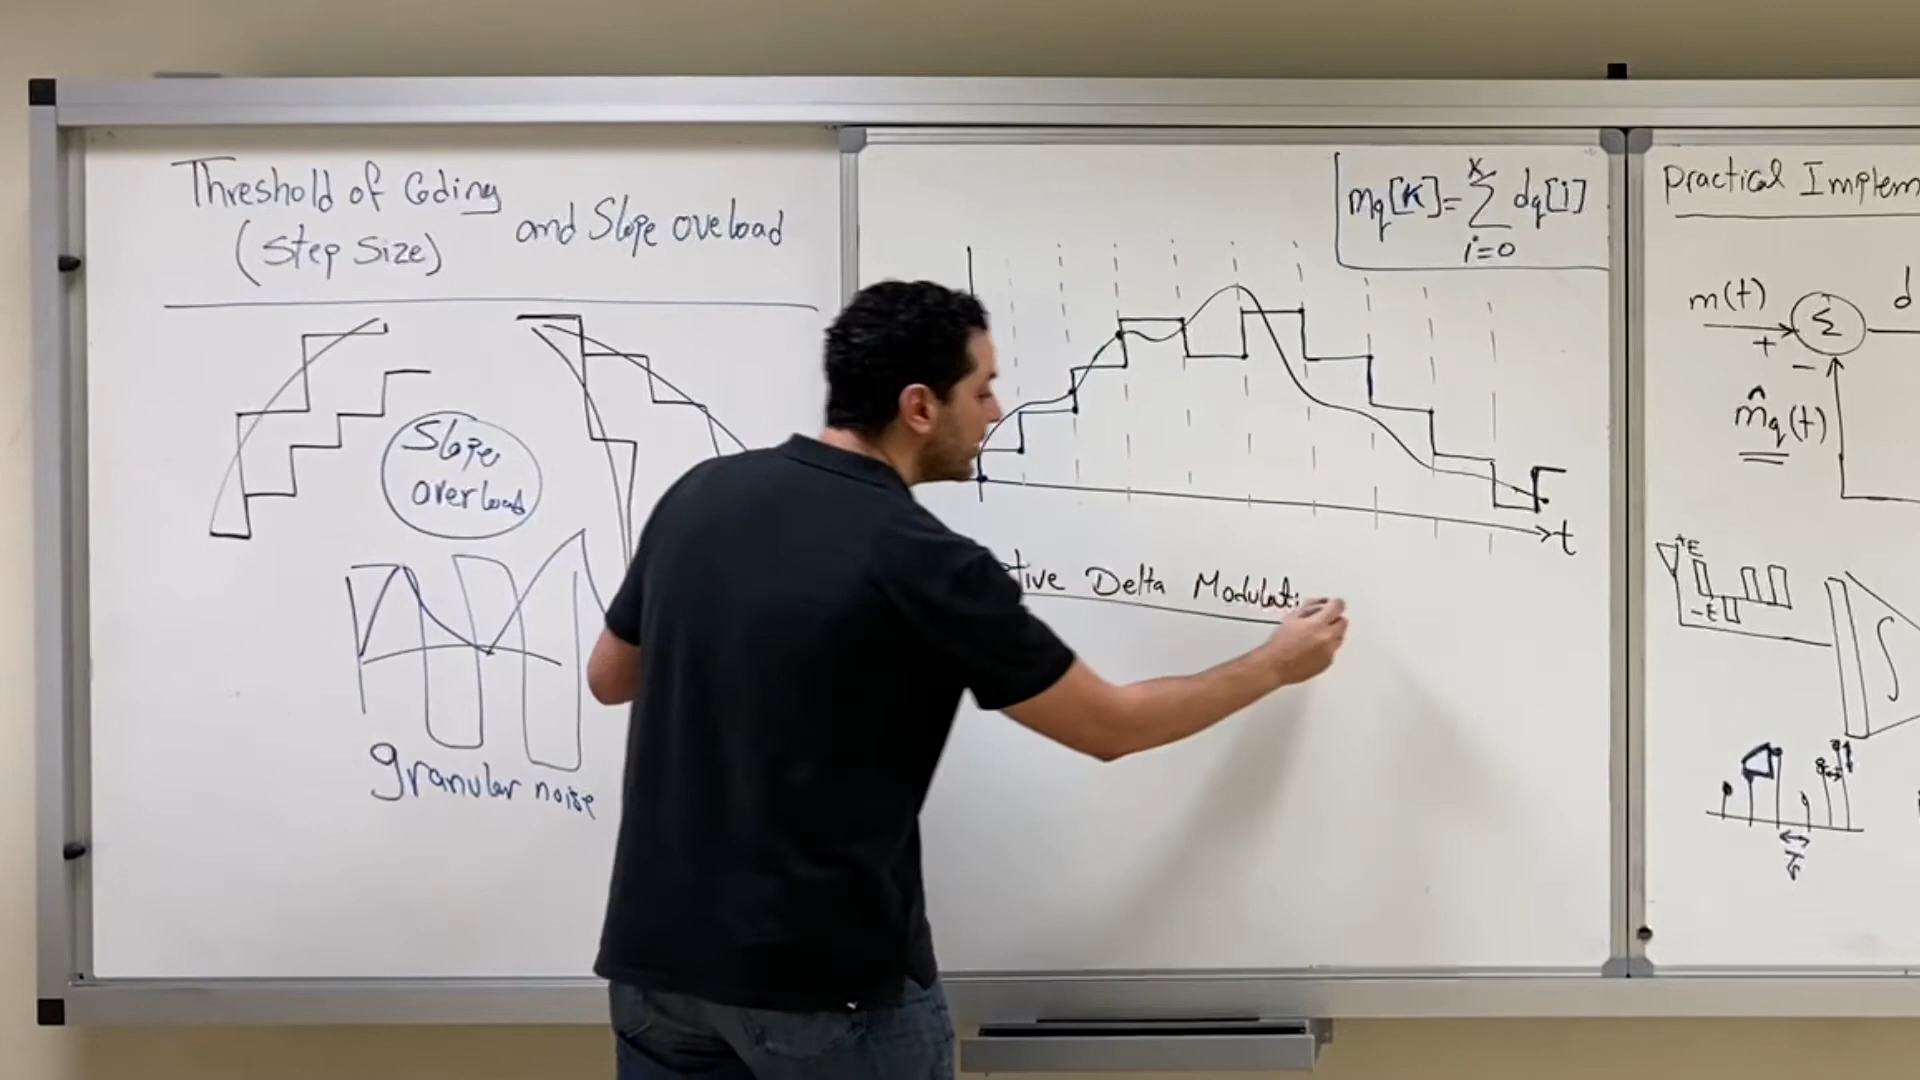 Threshold of Coding
(Step Size)
and Slope oveload
Slope
overload
granular noise
mq[K]=Σ dq[i]
K
i=0
t
tive Delta Modulati
Practical Implem
m(t)
+
−
Σ
d
m̂q(t)
+E
-E
∫